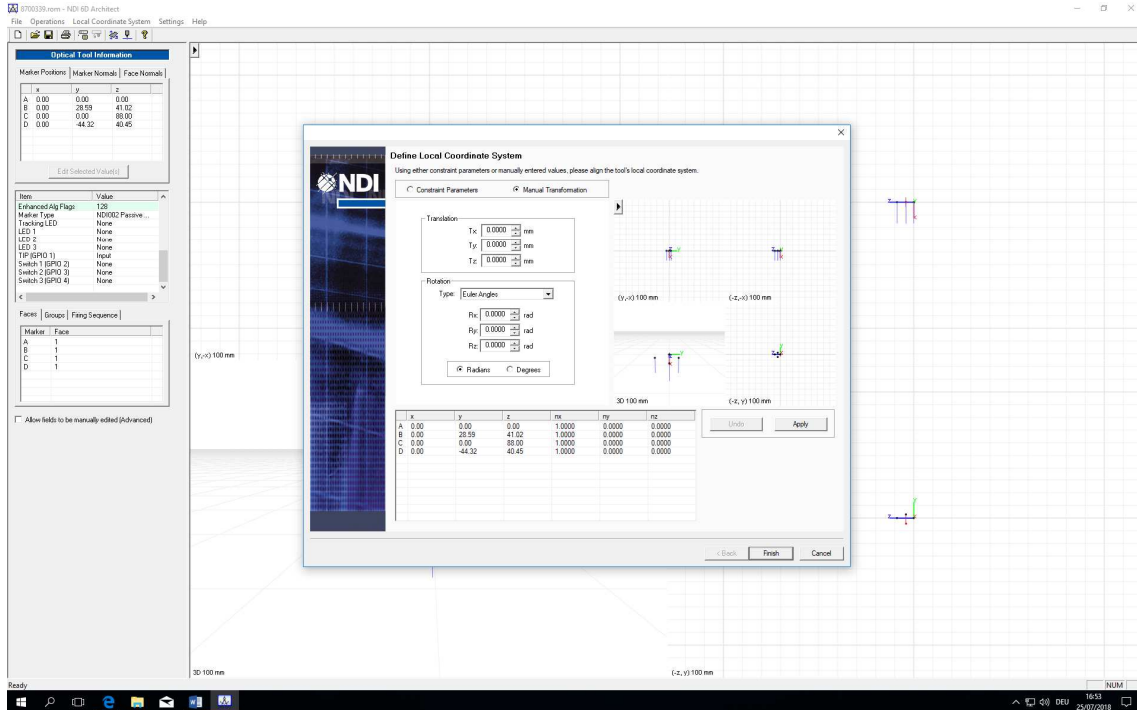 8700339.rom - NDI 6D Architect
File Operations Local Coordinate System Settings Help
Optical Tool Information
Marker Positions Marker Normals Face Normals
x y z
A 0.00 0.00 0.00
B 0.00 28.59 41.02
C 0.00 0.00 88.00
D 0.00 -44.32 40.45
Edit Selected Value(s)
Item Value
Enhanced Alg Flags 128
Marker Type NDI002 Passive ...
Tracking LED None
LED 1 None
LED 2 None
LED 3 None
TIP (GPIO 1) Input
Switch 1 (GPIO 2) None
Switch 2 (GPIO 3) None
Switch 3 (GPIO 4) None
Faces Groups Firing Sequence
Marker Face
A 1
B 1
C 1
D 1
Allow fields to be manually edited (Advanced)
(y,-x) 100 mm
3D 100 mm
(-z, y) 100 mm
NDI
Define Local Coordinate System
Using either constraint parameters or manually entered values, please align the tool's local coordinate system.
Constraint Parameters Manual Transformation
Translation
Tx: 0.0000 mm
Ty: 0.0000 mm
Tz: 0.0000 mm
Rotation
Type: Euler Angles
Rx: 0.0000 rad
Ry: 0.0000 rad
Rz: 0.0000 rad
Radians Degrees
(y,-x) 100 mm (-z,-x) 100 mm
3D 100 mm (-z, y) 100 mm
x y z nx ny nz
A 0.00 0.00 0.00 1.0000 0.0000 0.0000
B 0.00 28.59 41.02 1.0000 0.0000 0.0000
C 0.00 0.00 88.00 1.0000 0.0000 0.0000
D 0.00 -44.32 40.45 1.0000 0.0000 0.0000
Undo Apply
< Back Finish Cancel
Ready NUM
DEU 16:53
25/07/2018